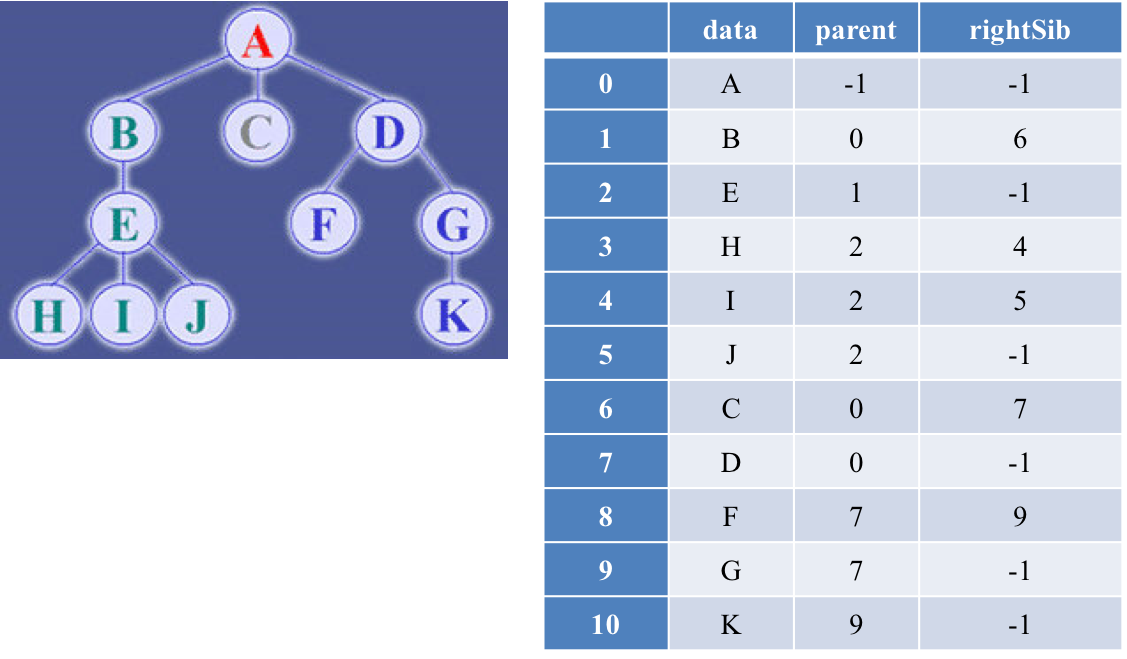 A
B C D
E F G
H I J K
data parent rightSib
0 A -1 -1
1 B 0 6
2 E 1 -1
3 H 2 4
4 I 2 5
5 J 2 -1
6 C 0 7
7 D 0 -1
8 F 7 9
9 G 7 -1
10 K 9 -1